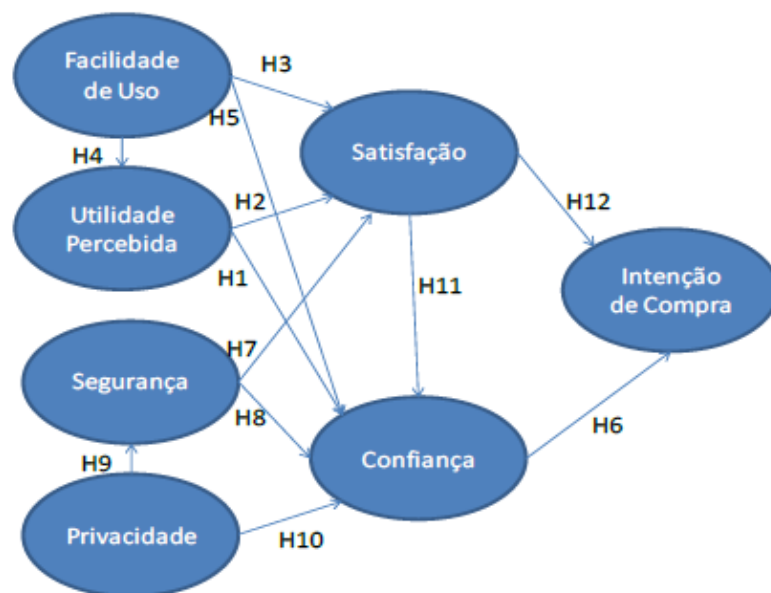 Facilidade
de Uso
H3
H5
Satisfação
H4
Utilidade
Percebida
H2
H12
H1
H11
Intenção
de Compra
Segurança
H7
H8
H6
Confiança
H9
Privacidade
H10